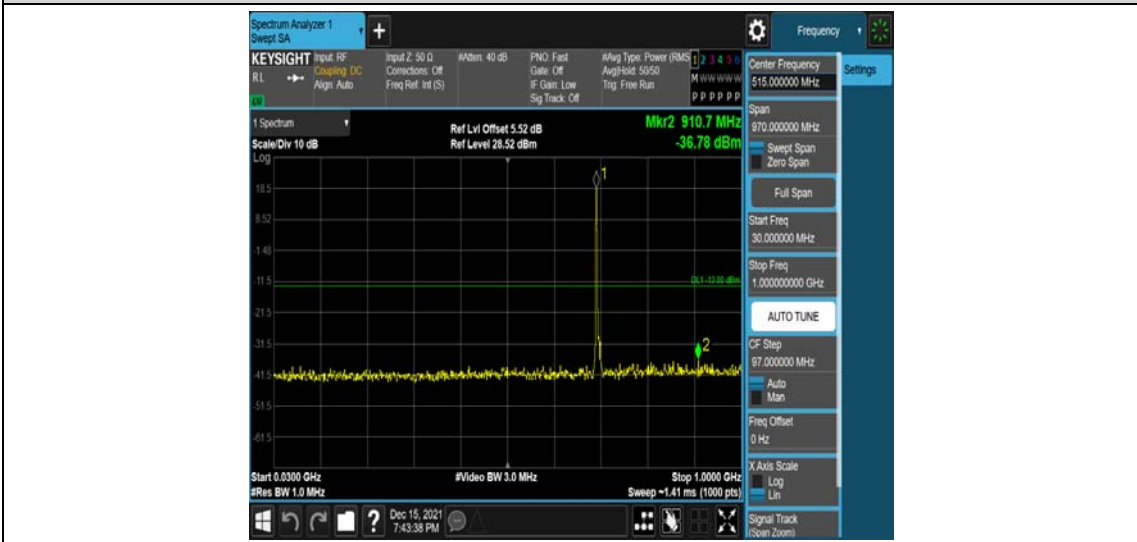 Spectrum Analyzer 1
Swept SA
+
Frequency
KEYSIGHT
RL
Input: RF
Coupling: DC
Align: Auto
Input Z: 50 Ω
Corrections: Off
Freq Ref: Int (S)
#Atten: 40 dB
PNO: Fast
Gate: Off
IF Gain: Low
Sig Track: Off
#Avg Type: Power (RMS
Avg|Hold: 50/50
Trig: Free Run
1 2 3 4 5 6
M W W W W W
P P P P P P
1 Spectrum
Scale/Div 10 dB
Ref Lvl Offset 5.52 dB
Ref Level 28.52 dBm
Mkr2 910.7 MHz
-36.78 dBm
Log
18.5
8.52
-1.48
-11.5
-21.5
-31.5
-41.5
-51.5
-61.5
1
DL1 -13.00 dBm
2
Start 0.0300 GHz
#Res BW 1.0 MHz
#Video BW 3.0 MHz
Stop 1.0000 GHz
Sweep ~1.41 ms (1000 pts)
?
Dec 15, 2021
7:43:38 PM
Center Frequency
515.000000 MHz
Settings
Span
970.000000 MHz
Swept Span
Zero Span
Full Span
Start Freq
30.000000 MHz
Stop Freq
1.000000000 GHz
AUTO TUNE
CF Step
97.000000 MHz
Auto
Man
Freq Offset
0 Hz
X Axis Scale
Log
Lin
Signal Track
(Span Zoom)